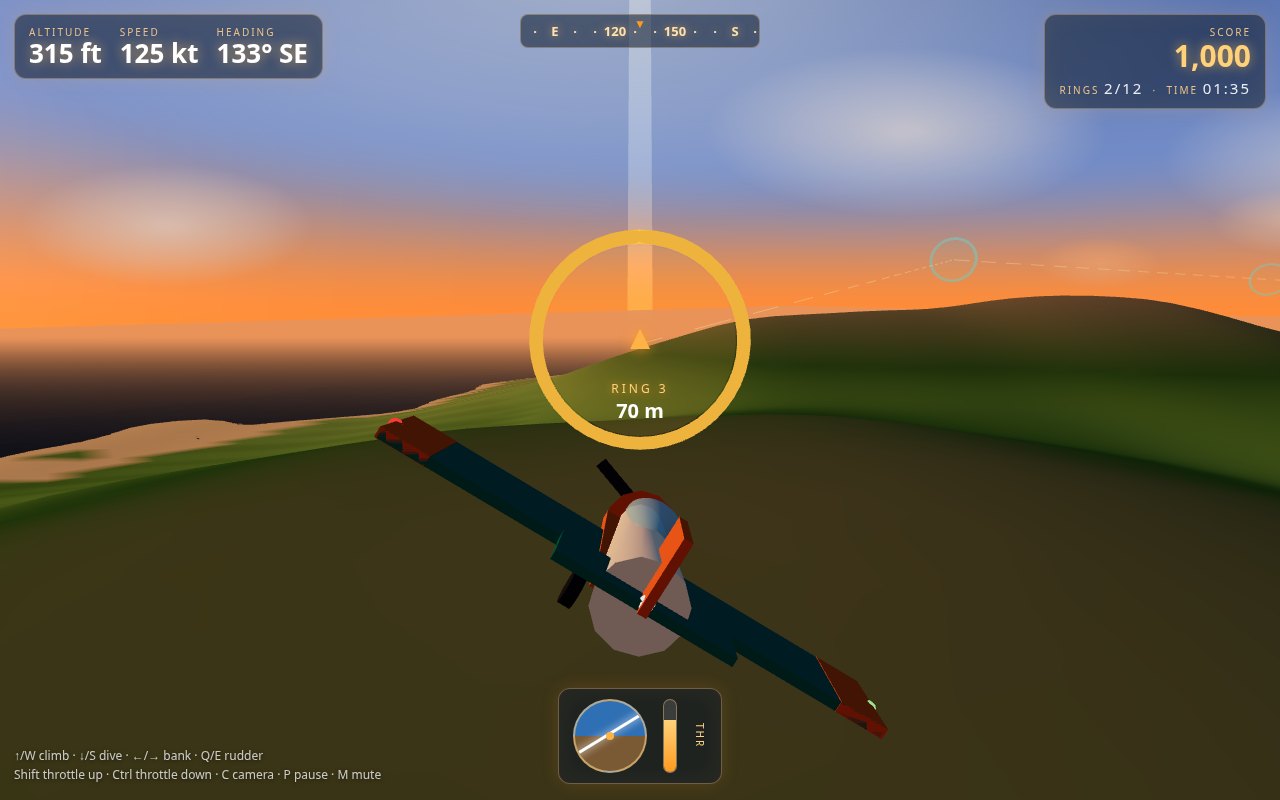 ALTITUDE SPEED HEADING
315 ft 125 kt 133° SE
· E · · 120 · ▼ · 150 · · S ·
SCORE
1,000
RINGS 2/12 · TIME 01:35
RING 3
70 m
THR
↑/W climb · ↓/S dive · ←/→ bank · Q/E rudder
Shift throttle up · Ctrl throttle down · C camera · P pause · M mute